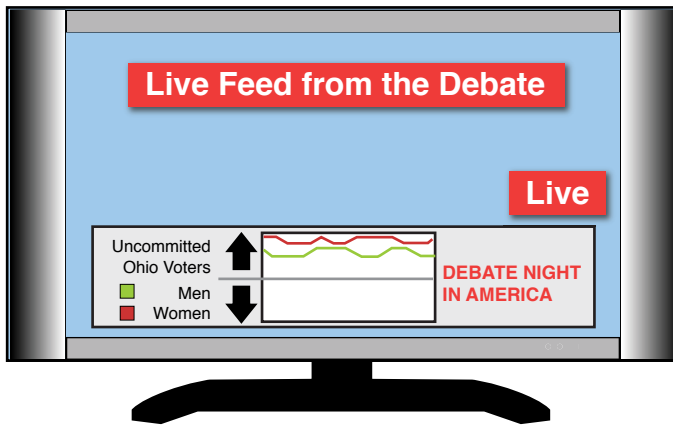 Live Feed from the Debate
Live
Uncommitted
Ohio Voters
Men
Women
DEBATE NIGHT
IN AMERICA